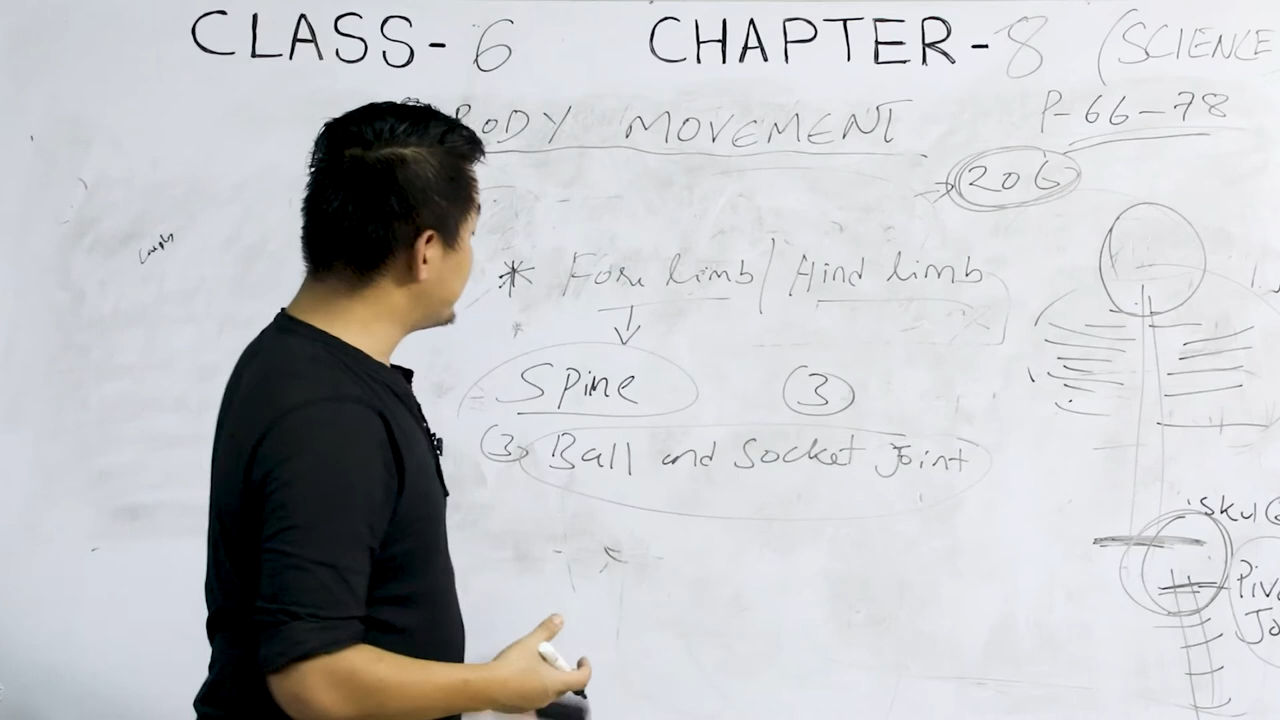 CLASS-6 CHAPTER-8 (SCIENCE
BODY MOVEMENT P-66-78
206
* Fore limb / Hind limb
*
Spine (3)
(3) Ball and Socket Joint
Skul
Piv
Jo